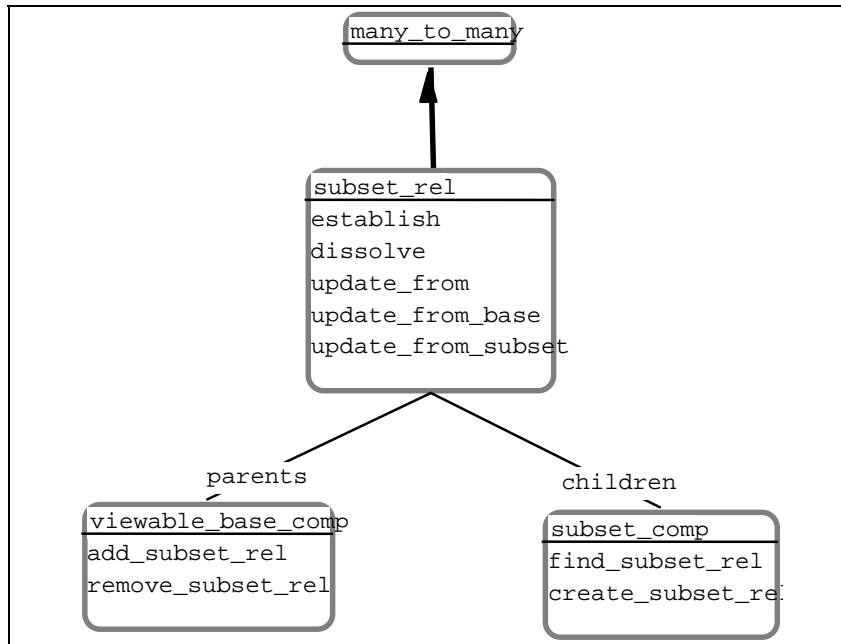 many_to_many
subset_rel
establish
dissolve
update_from
update_from_base
update_from_subset
parents
children
viewable_base_comp
add_subset_rel
remove_subset_rel
subset_comp
find_subset_rel
create_subset_rel